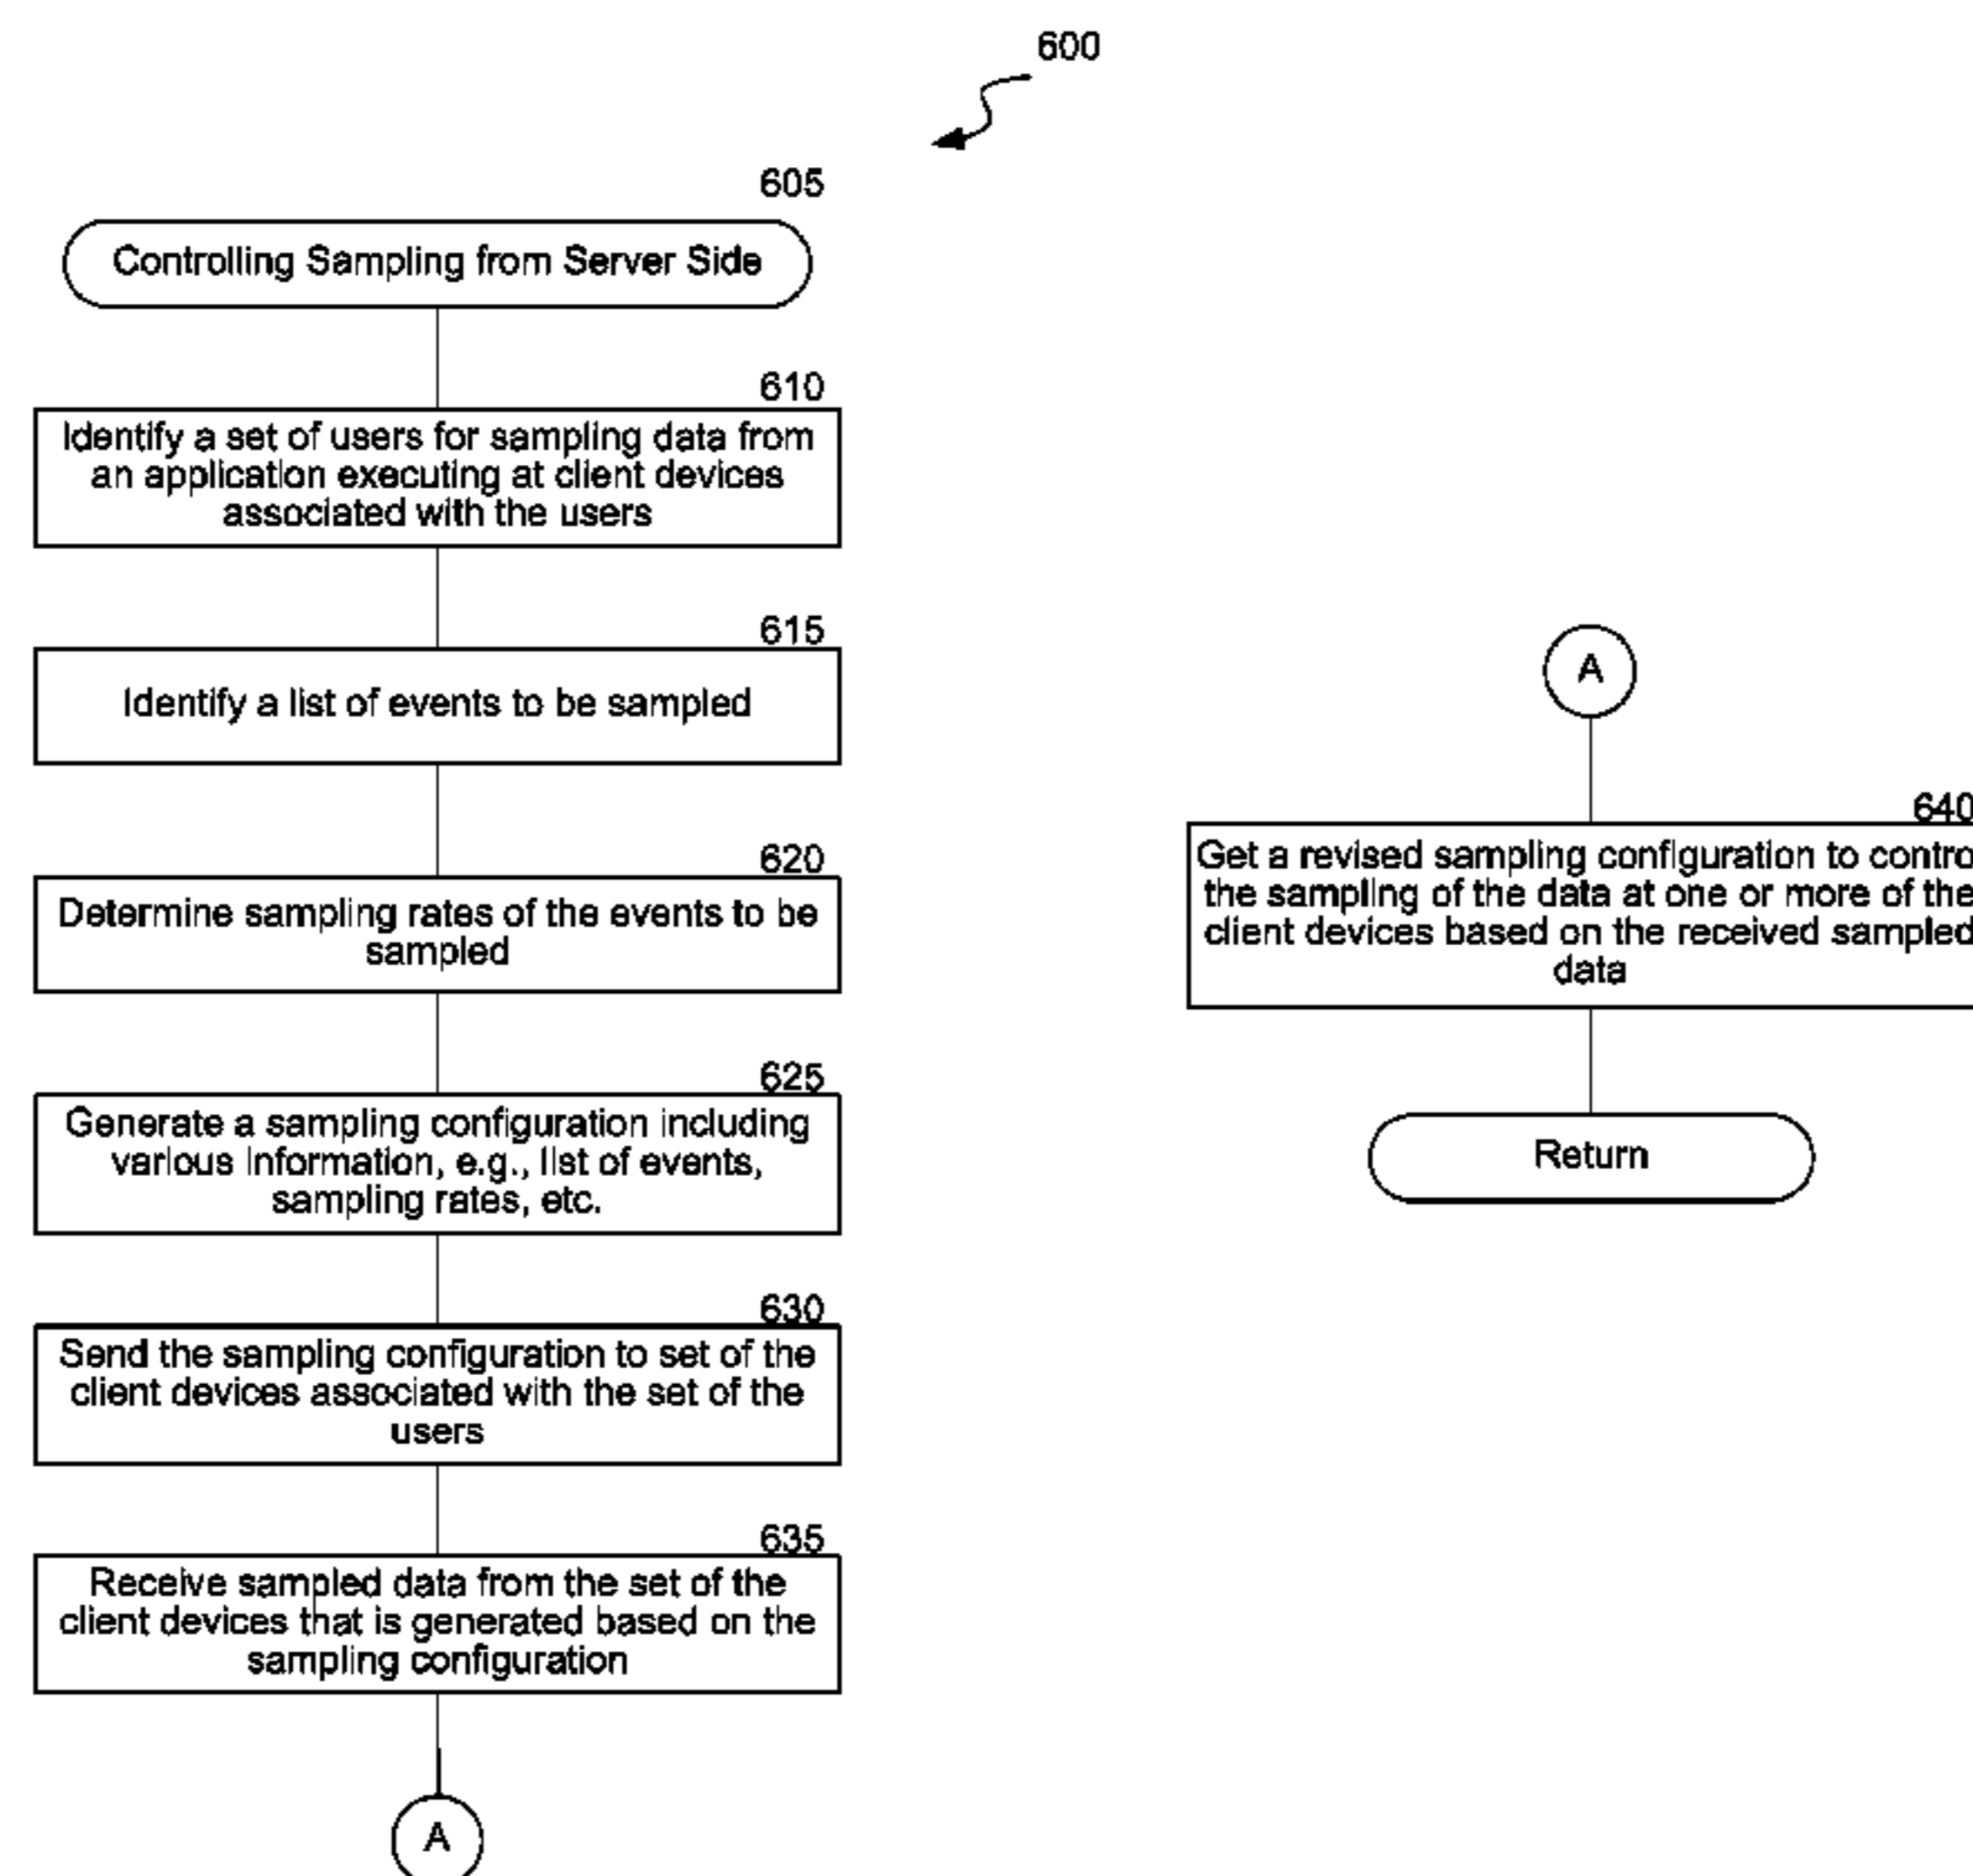 600
605
Controlling Sampling from Server Side
610
Identify a set of users for sampling data from
an application executing at client devices
associated with the users
615
Identify a list of events to be sampled
620
Determine sampling rates of the events to be
sampled
625
Generate a sampling configuration including
various information, e.g., list of events,
sampling rates, etc.
630
Send the sampling configuration to set of the
client devices associated with the set of the
users
635
Receive sampled data from the set of the
client devices that is generated based on the
sampling configuration
A
A
640
Get a revised sampling configuration to contro
the sampling of the data at one or more of the
client devices based on the received sampled
data
Return